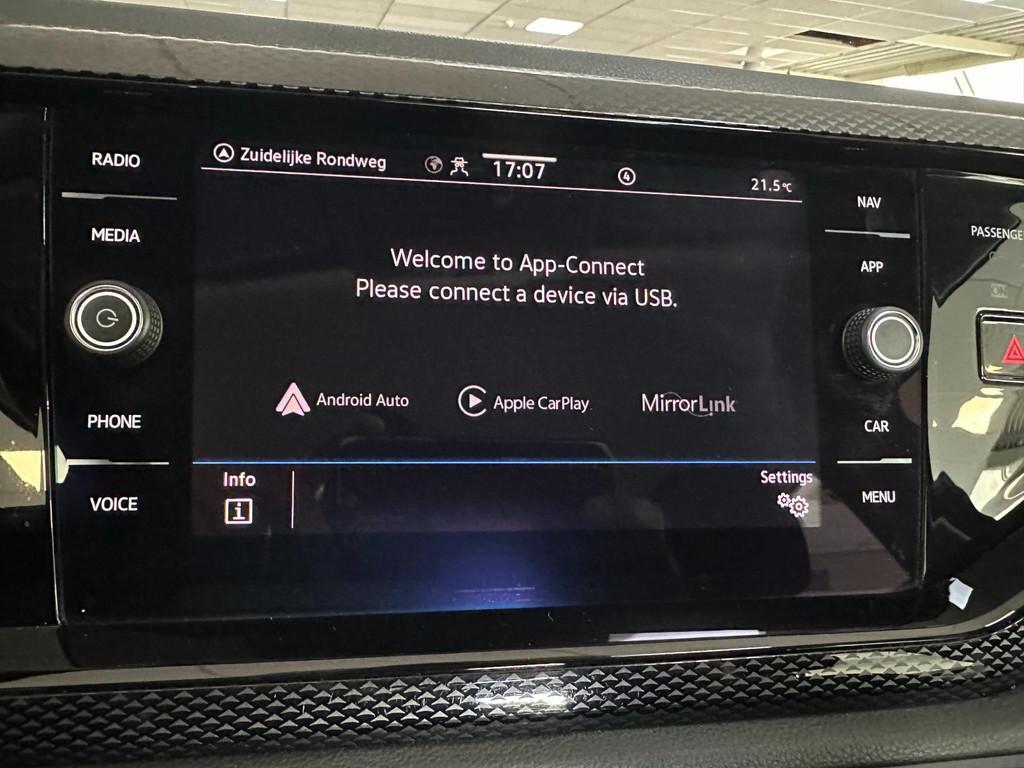 RADIO
MEDIA
PHONE
VOICE
Zuidelijke Rondweg
17:07
4
21.5°C
Welcome to App-Connect
Please connect a device via USB.
Android Auto
Apple CarPlay
MirrorLink
Info
i
Settings
NAV
APP
CAR
MENU
PASSENGE